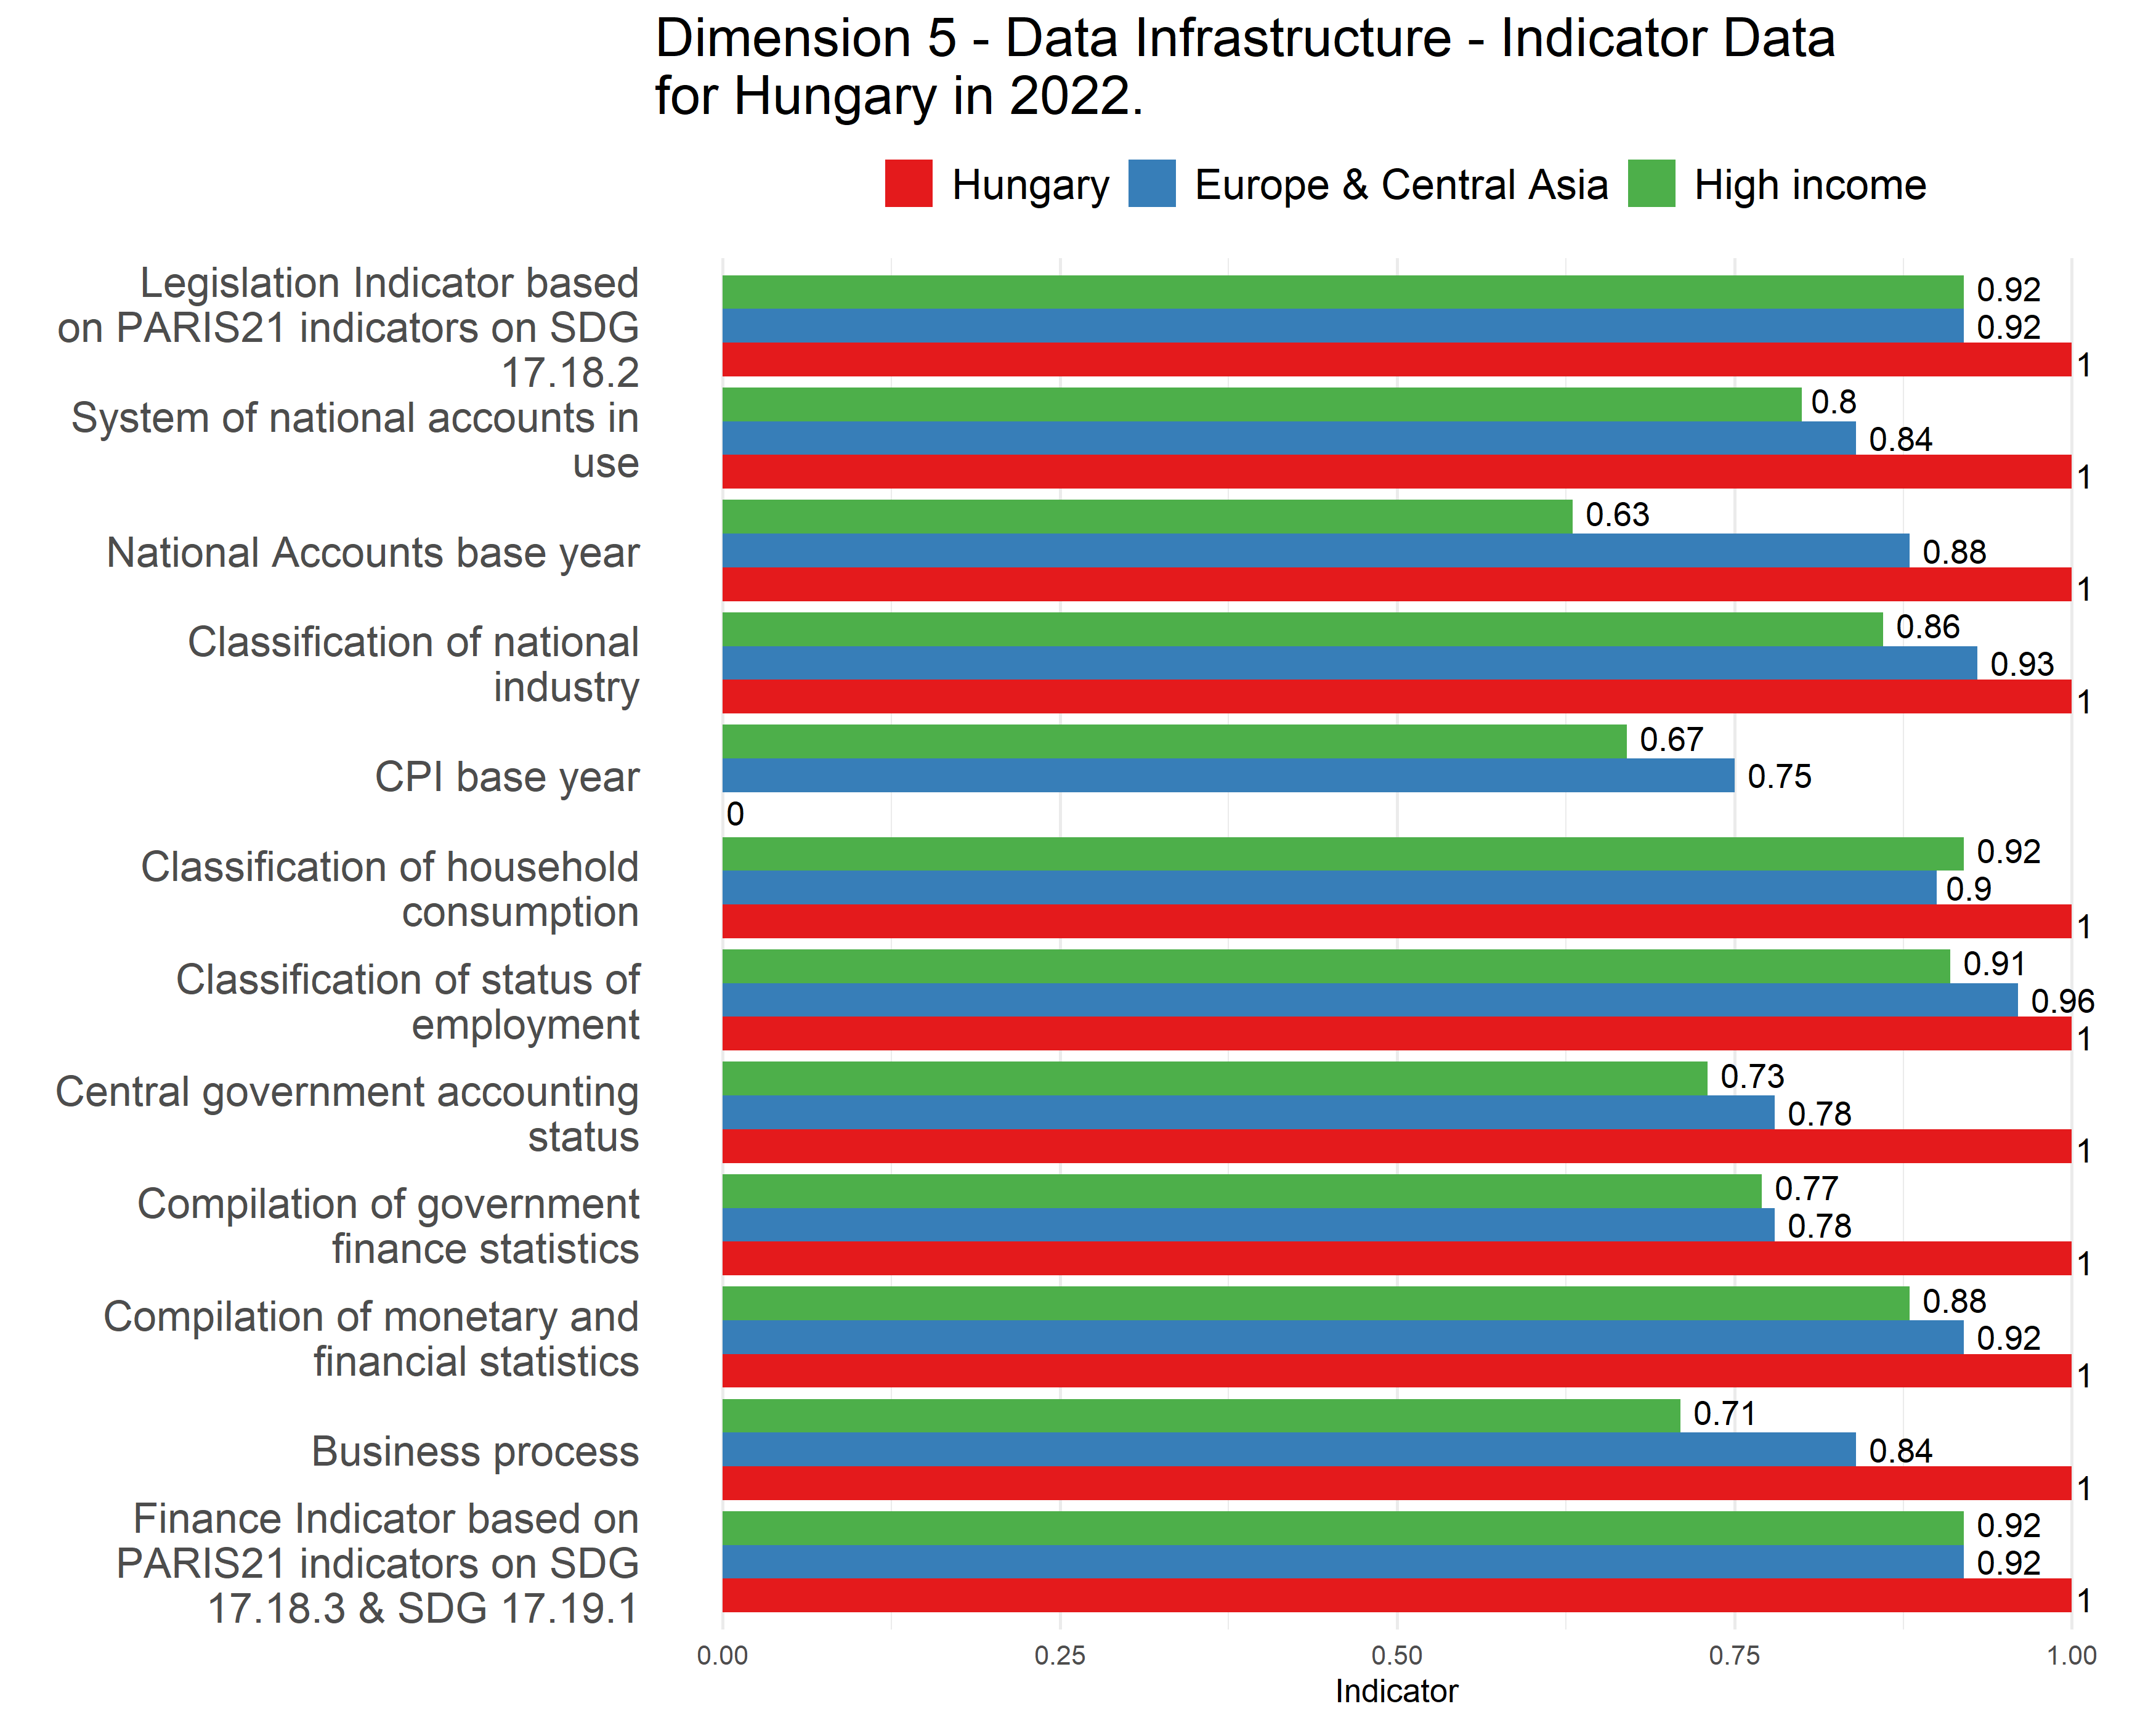 Dimension 5 - Data Infrastructure - Indicator Data
for Hungary in 2022.
Hungary
Europe & Central Asia
High income
Legislation Indicator based
on PARIS21 indicators on SDG
17.18.2
0.92
0.92
1
System of national accounts in
use
0.8
0.84
1
National Accounts base year
0.63
0.88
1
Classification of national
industry
0.86
0.93
1
CPI base year
0.67
0.75
0
Classification of household
consumption
0.92
0.9
1
Classification of status of
employment
0.91
0.96
1
Central government accounting
status
0.73
0.78
1
Compilation of government
finance statistics
0.77
0.78
1
Compilation of monetary and
financial statistics
0.88
0.92
1
Business process
0.71
0.84
1
Finance Indicator based on
PARIS21 indicators on SDG
17.18.3 & SDG 17.19.1
0.92
0.92
1
0.00
0.25
0.50
0.75
1.00
Indicator